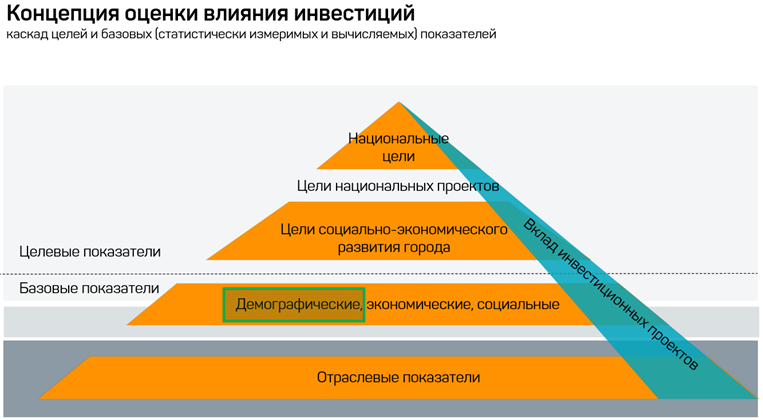 Концепция оценки влияния инвестиций
каскад целей и базовых (статистически измеримых и вычисляемых) показателей
Национальные
цели
Цели национальных проектов
Цели социально-экономического
развития города
Целевые показатели
Базовые показатели
Демографические, экономические, социальные
Отраслевые показатели
Вклад инвестиционных проектов